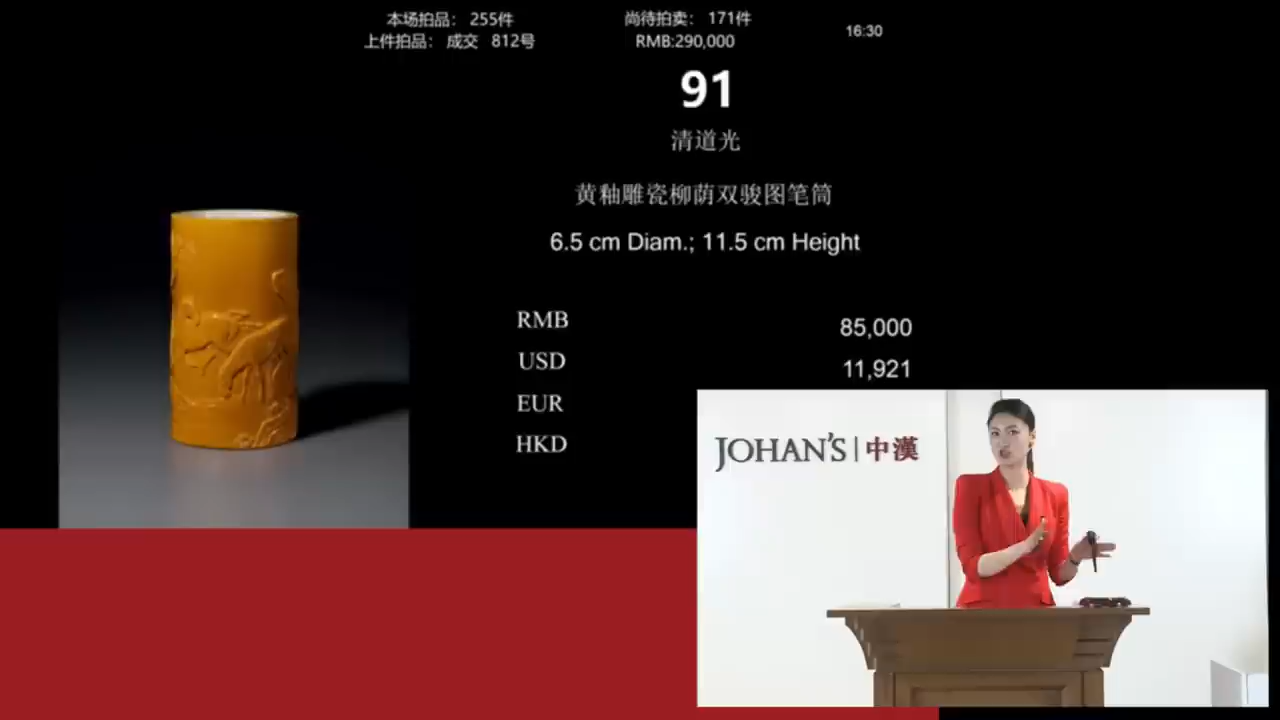 本场拍品： 255件
尚待拍卖： 171件
上件拍品： 成交 812号
RMB:290,000
16:30
91
清道光
黄釉雕瓷柳荫双骏图笔筒
6.5 cm Diam.; 11.5 cm Height
RMB 85,000
USD 11,921
EUR
HKD
JOHAN'S | 中漢